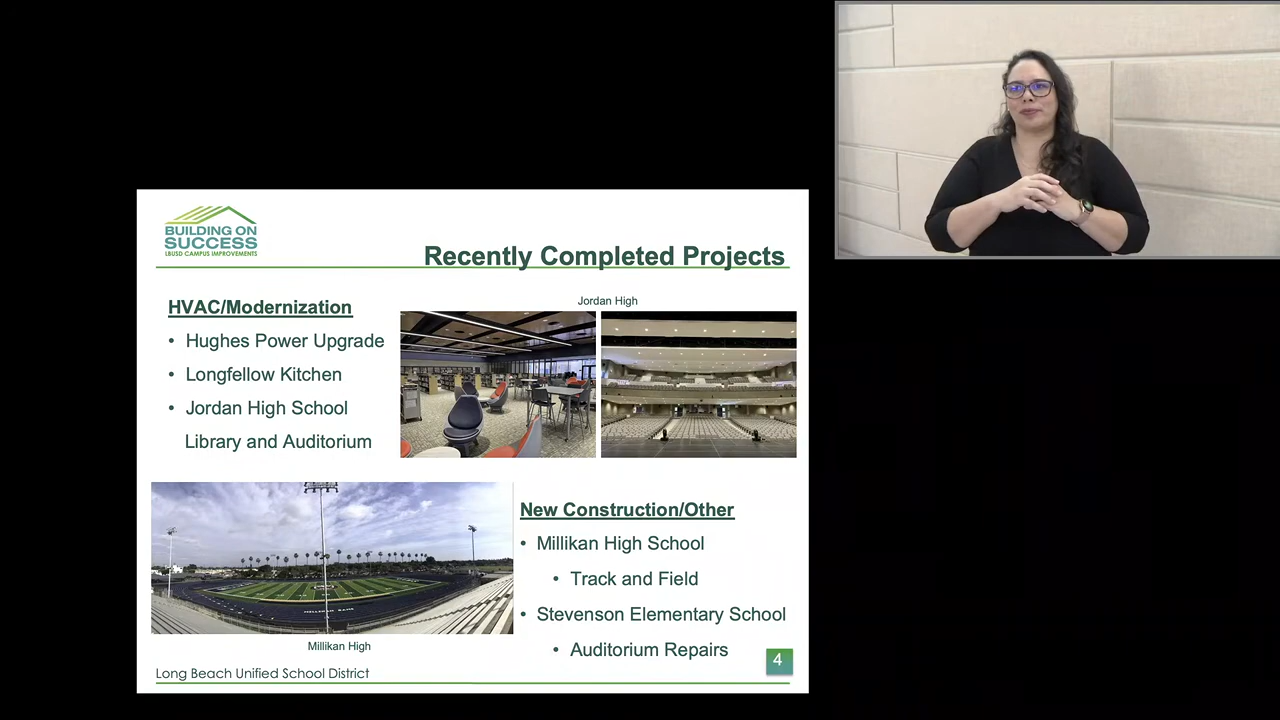 BUILDING ON
SUCCESS
LBUSD CAMPUS IMPROVEMENTS
Recently Completed Projects
HVAC/Modernization
• Hughes Power Upgrade
• Longfellow Kitchen
• Jordan High School
Library and Auditorium
Jordan High
Millikan High
New Construction/Other
• Millikan High School
• Track and Field
• Stevenson Elementary School
• Auditorium Repairs
Long Beach Unified School District
4